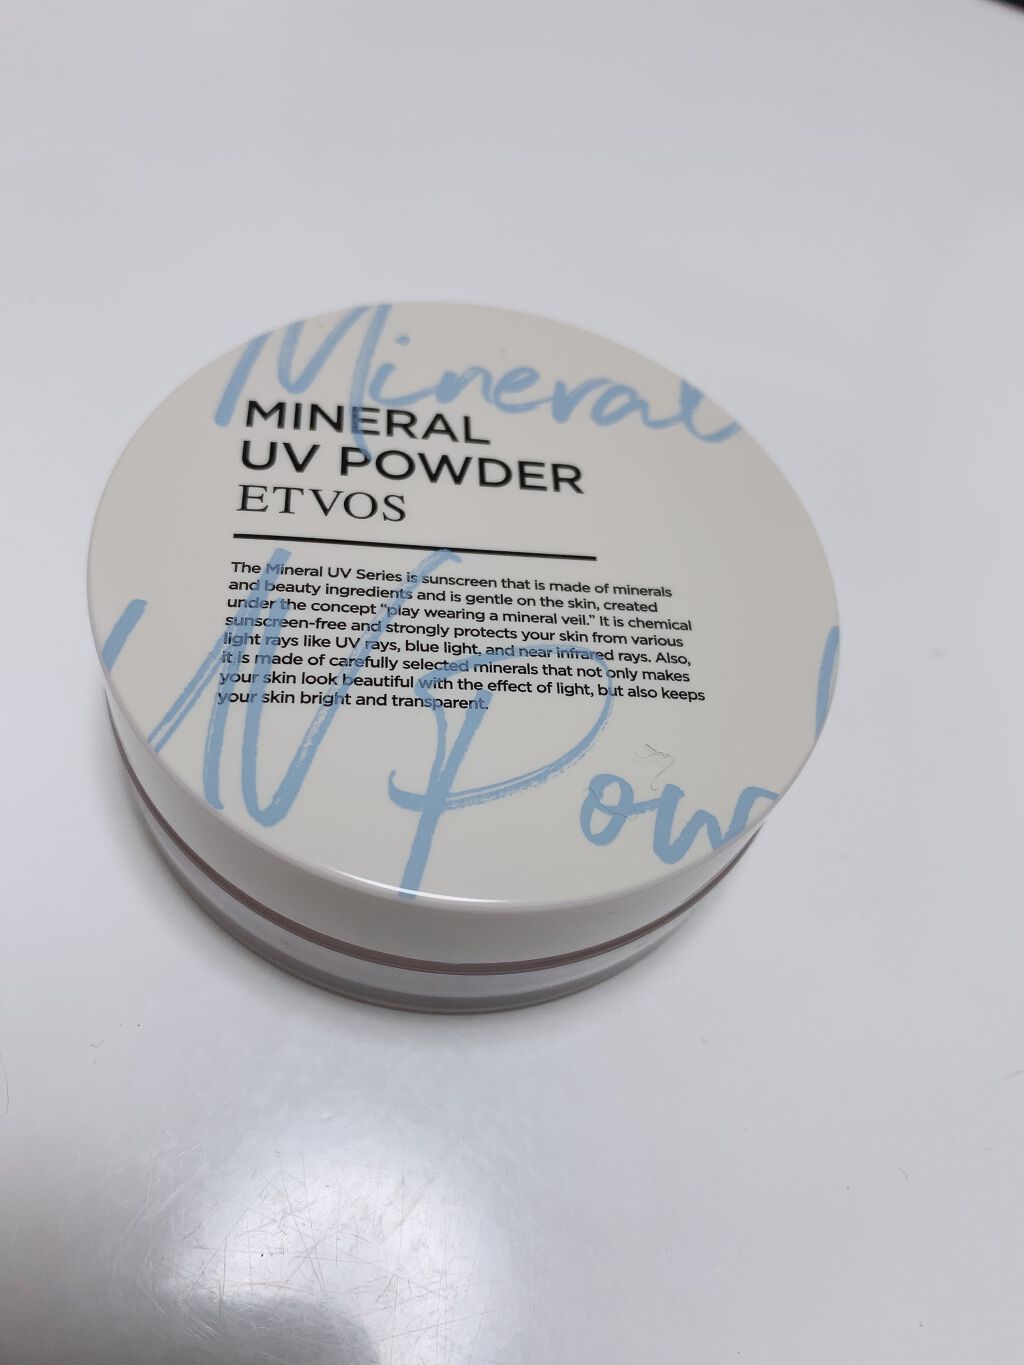 Mineral
MINERAL
UV POWDER
ETVOS
The Mineral UV Series is sunscreen that is made of minerals
and beauty ingredients and is gentle on the skin, created
under the concept “play wearing a mineral veil.” It is chemical
sunscreen-free and strongly protects your skin from various
light rays like UV rays, blue light, and near infrared rays. Also,
it is made of carefully selected minerals that not only makes
your skin look beautiful with the effect of light, but also keeps
your skin bright and transparent.
UV Pow